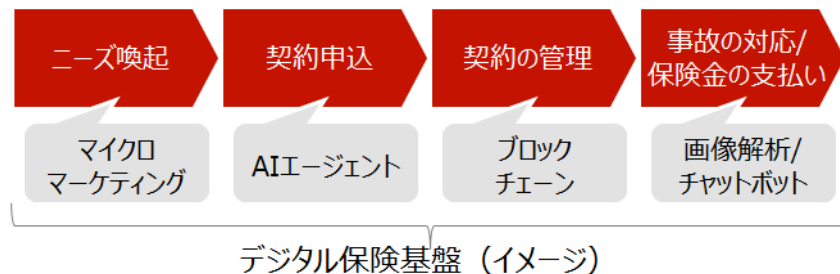 ニーズ喚起
契約申込
契約の管理
事故の対応/
保険金の支払い
マイクロ
マーケティング
AIエージェント
ブロック
チェーン
画像解析/
チャットボット
デジタル保険基盤（イメージ）